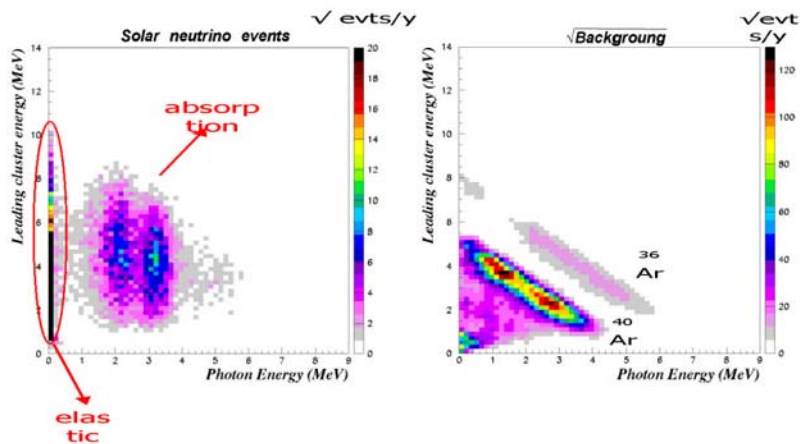 √ evts/y
Solar neutrino events
absorp
tion
elas
tic
Leading cluster energy (MeV)
14
12
10
8
6
4
2
0
0 1 2 3 4 5 6 7 8 9
Photon Energy (MeV)
20
18
16
14
12
10
8
6
4
2
0
√evt
s/y
√Backgroung
36
Ar
40
Ar
Leading cluster energy (MeV)
14
12
10
8
6
4
2
0
0 1 2 3 4 5 6 7 8 9
Photon Energy (MeV)
120
100
80
60
40
20
0